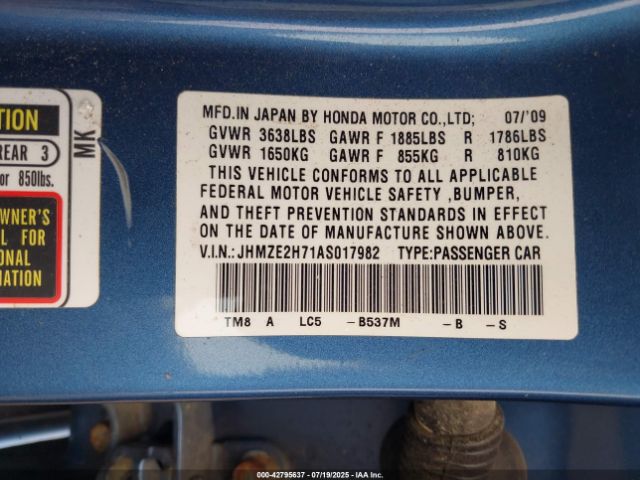 TION
REAR 3
or 850lbs.
WNER'S
L FOR
ONAL
MATION
MK
MFD.IN JAPAN BY HONDA MOTOR CO.,LTD; 07/'09
GVWR 3638LBS GAWR F 1885LBS R 1786LBS
GVWR 1650KG GAWR F 855KG R 810KG
THIS VEHICLE CONFORMS TO ALL APPLICABLE
FEDERAL MOTOR VEHICLE SAFETY ,BUMPER,
AND THEFT PREVENTION STANDARDS IN EFFECT
ON THE DATE OF MANUFACTURE SHOWN ABOVE.
V.I.N.:JHMZE2H71AS017982 TYPE:PASSENGER CAR
TM8 A LC5 -B537M -B -S
000-42795637 - 07/19/2025 - IAA Inc.